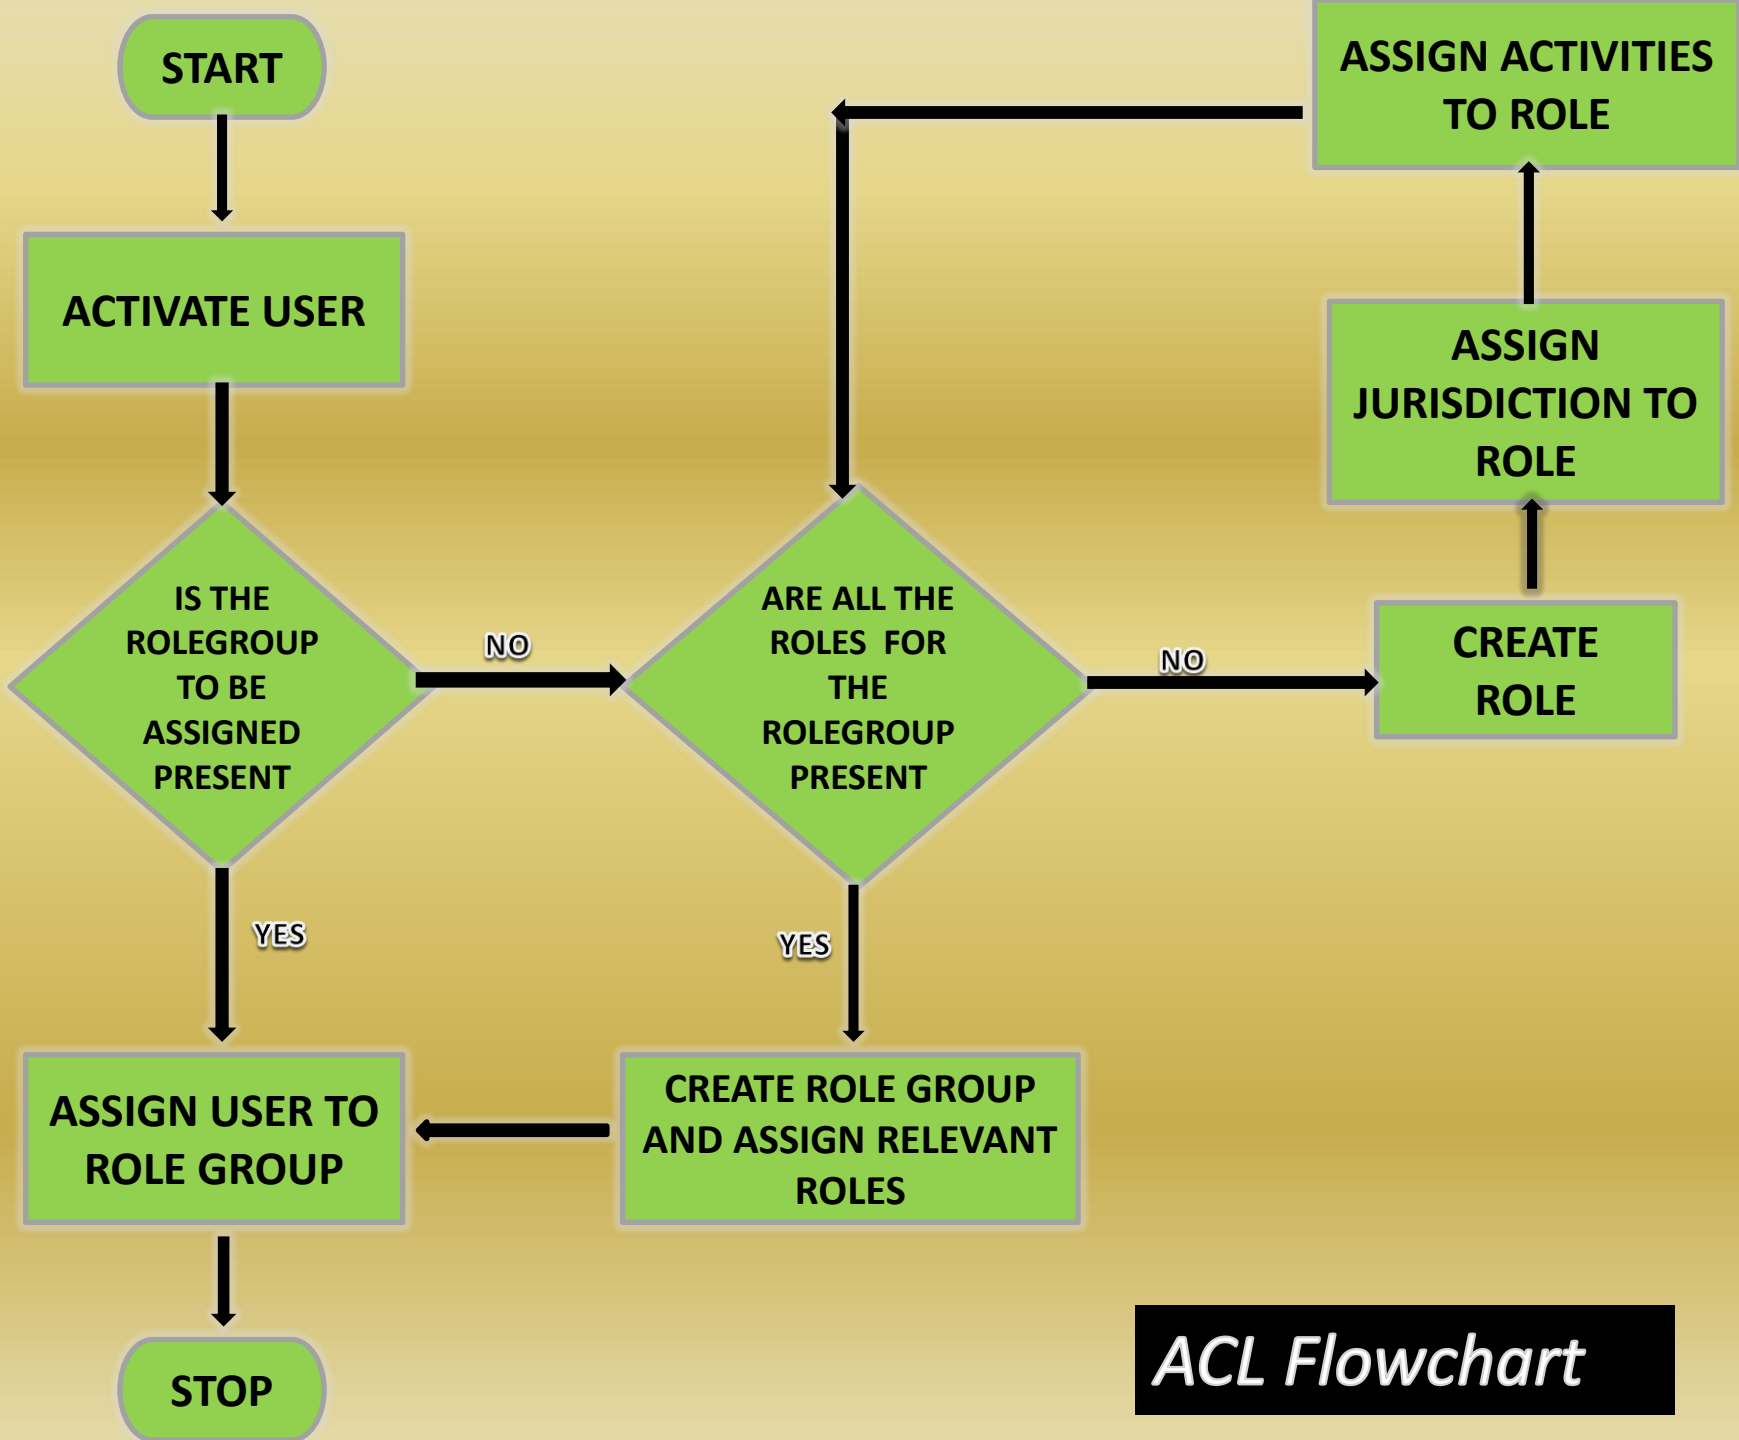 START
ACTIVATE USER
IS THE
ROLEGROUP
TO BE
ASSIGNED
PRESENT
NO
YES
ARE ALL THE
ROLES FOR
THE
ROLEGROUP
PRESENT
NO
YES
CREATE
ROLE
ASSIGN
JURISDICTION TO
ROLE
ASSIGN ACTIVITIES
TO ROLE
CREATE ROLE GROUP
AND ASSIGN RELEVANT
ROLES
ASSIGN USER TO
ROLE GROUP
STOP
ACL Flowchart